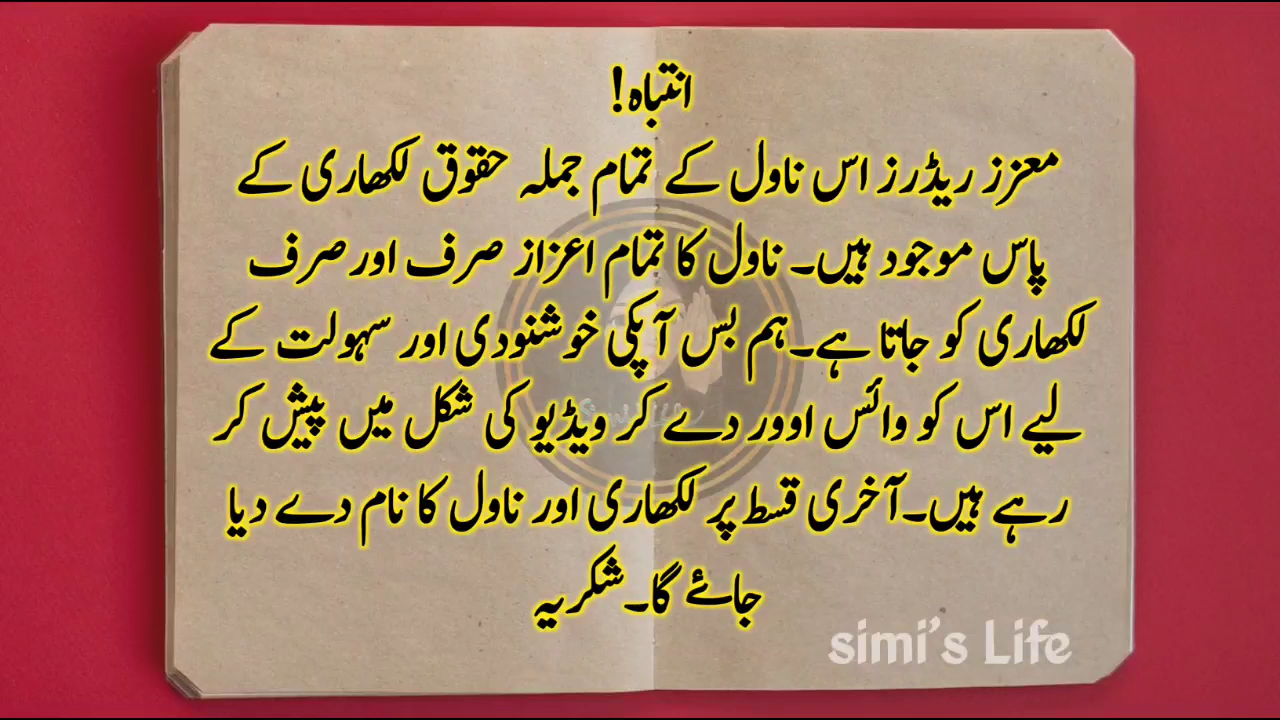 انتباہ!
معزز ریڈرز اس ناول کے تمام جملہ حقوق لکھاری کے
پاس موجود ہیں۔ ناول کا تمام اعزاز صرف اور صرف
لکھاری کو جاتا ہے۔ہم بس آپکی خوشنودی اور سہولت کے
لیے اس کو وائس اوور دے کر ویڈیو کی شکل میں پیش کر
رہے ہیں۔آخری قسط پر لکھاری اور ناول کا نام دے دیا
جائے گا۔شکریہ
simi's Life